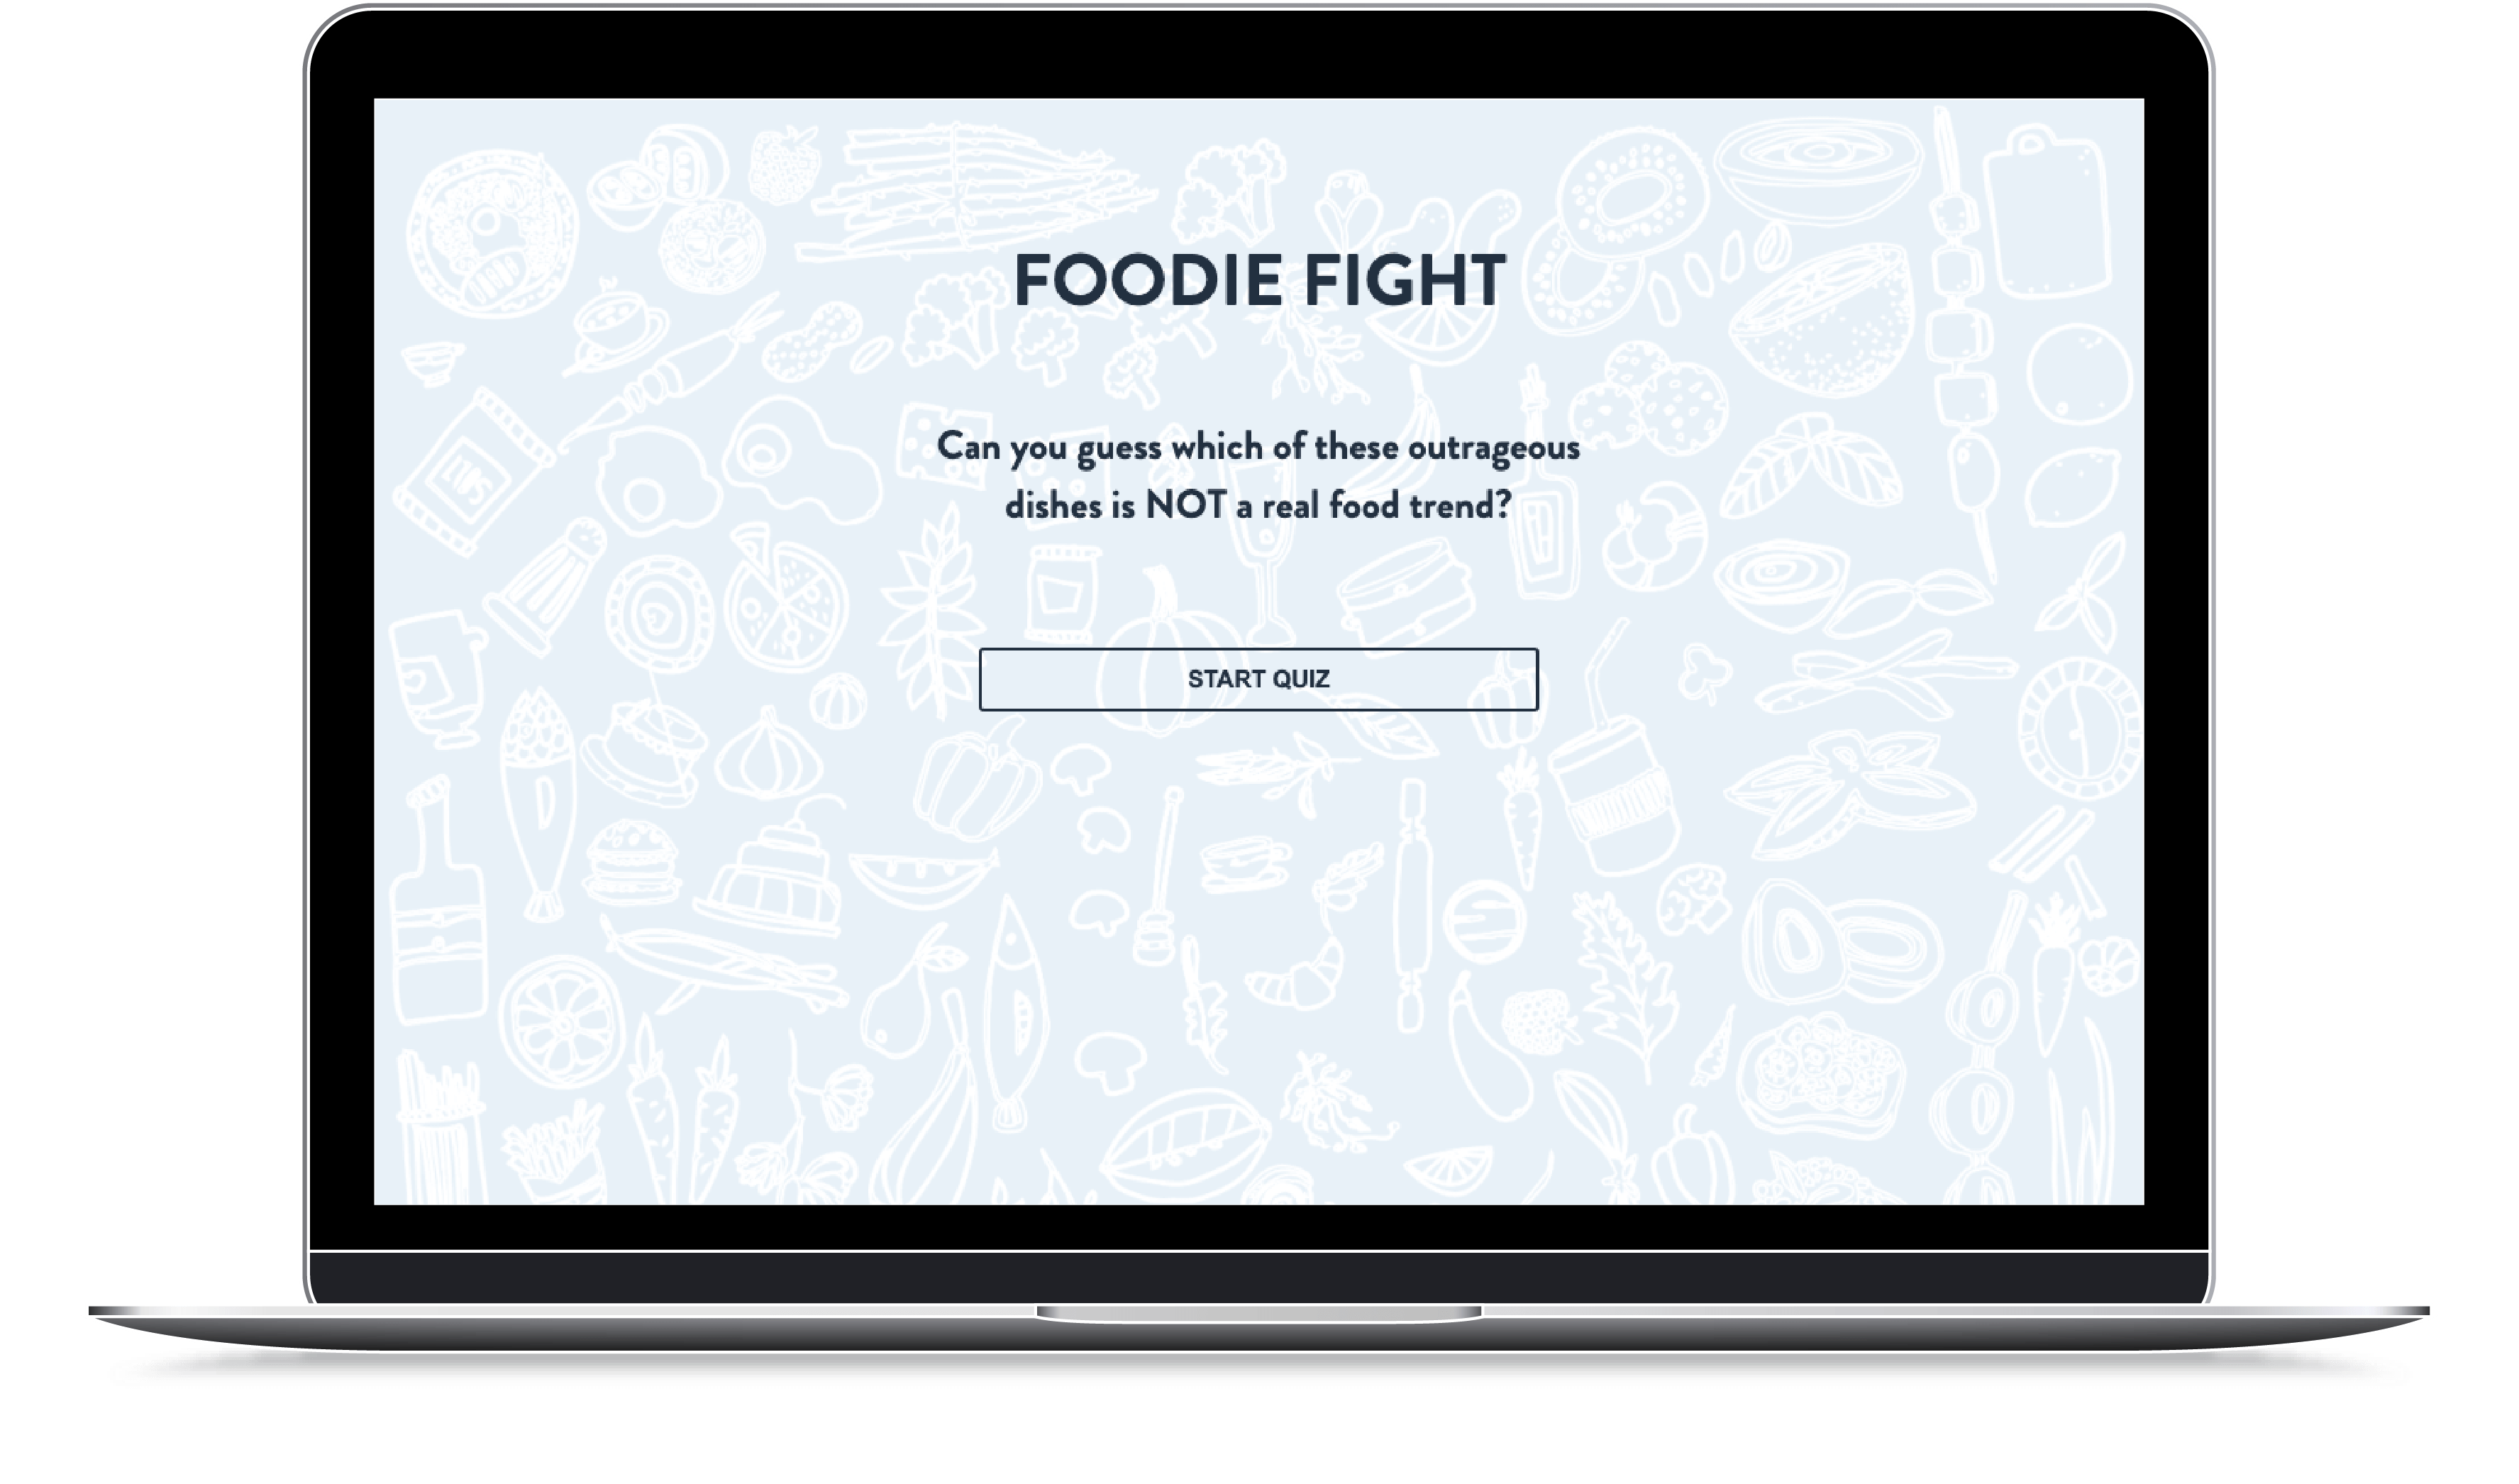 FOODIE FIGHT
Can you guess which of these outrageous
dishes is NOT a real food trend?
START QUIZ